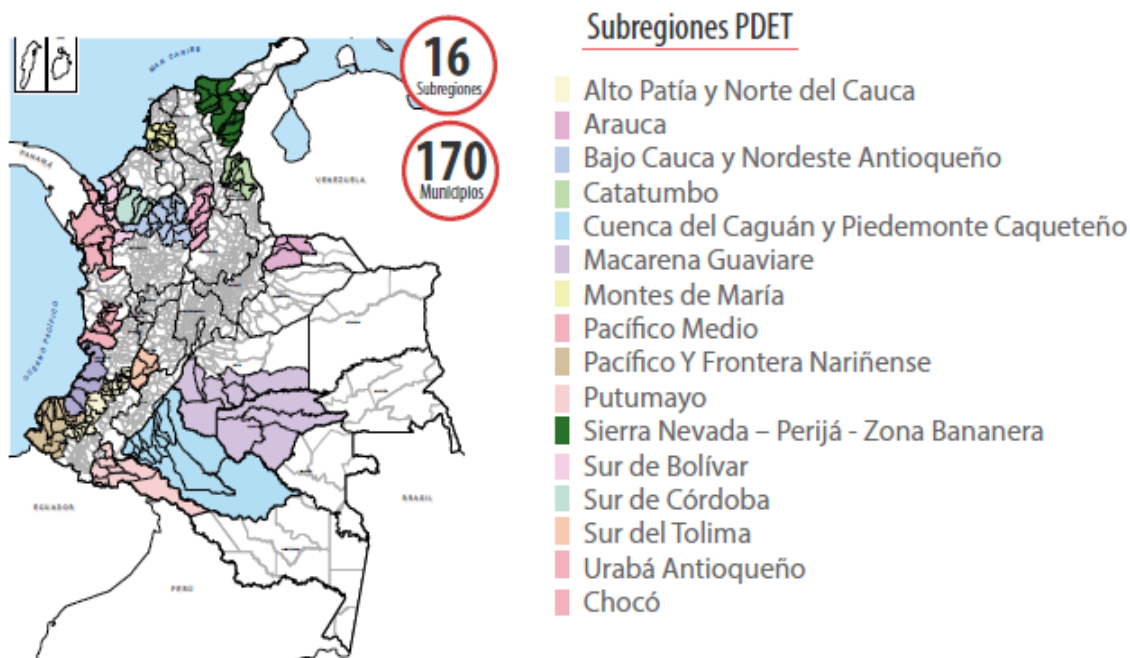 MAR CARIBE
16
Subregiones
170
Municipios
PANAMÁ
VENEZUELA
OCÉANO PACÍFICO
ECUADOR
BRASIL
PERÚ
Subregiones PDET
Alto Patía y Norte del Cauca
Arauca
Bajo Cauca y Nordeste Antioqueño
Catatumbo
Cuenca del Caguán y Piedemonte Caqueteño
Macarena Guaviare
Montes de María
Pacífico Medio
Pacífico Y Frontera Nariñense
Putumayo
Sierra Nevada – Perijá - Zona Bananera
Sur de Bolívar
Sur de Córdoba
Sur del Tolima
Urabá Antioqueño
Chocó